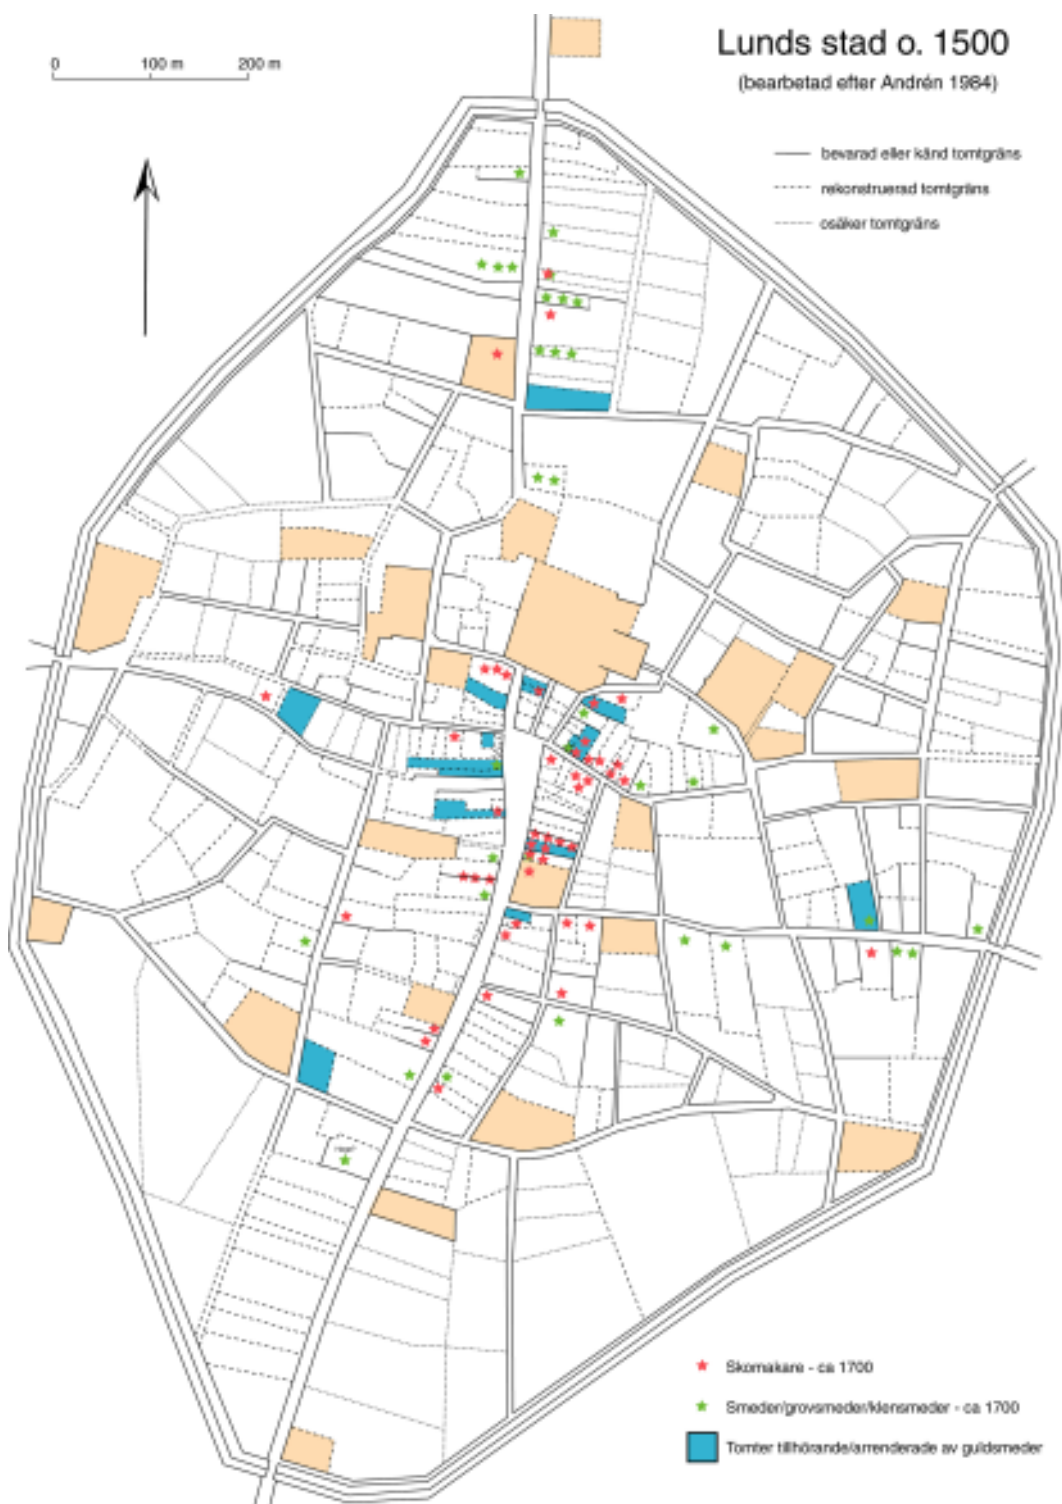 Lunds stad o. 1500
(bearbetad efter Andrén 1984)
0 100 m 200 m
bevarad eller känd tomtgräns
rekonstruerad tomtgräns
osäker tomtgräns
Skomakare - ca 1700
Smeder/grovsmeder/klensmeder - ca 1700
Tomter tillhörande/arrenderade av guldsmeder